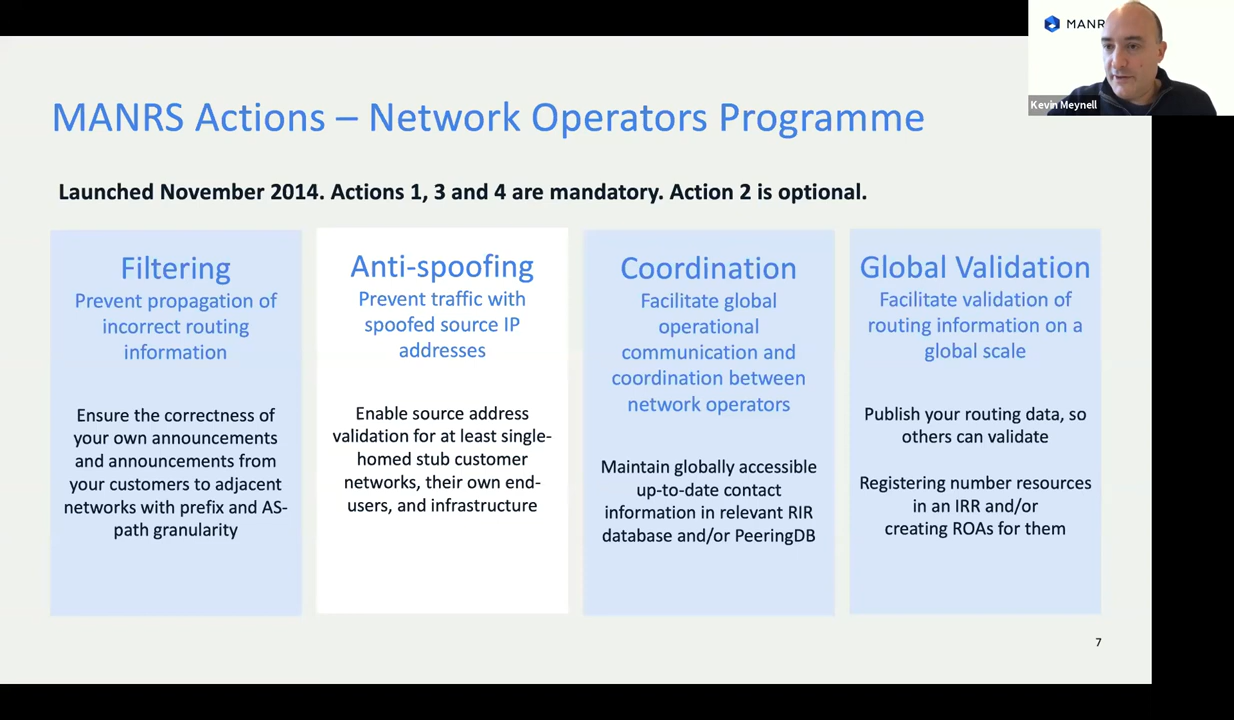 MANRS
Kevin Meynell
MANRS Actions – Network Operators Programme
Launched November 2014. Actions 1, 3 and 4 are mandatory. Action 2 is optional.
Filtering
Prevent propagation of
incorrect routing
information
Ensure the correctness of
your own announcements
and announcements from
your customers to adjacent
networks with prefix and AS-
path granularity
Anti-spoofing
Prevent traffic with
spoofed source IP
addresses
Enable source address
validation for at least single-
homed stub customer
networks, their own end-
users, and infrastructure
Coordination
Facilitate global
operational
communication and
coordination between
network operators
Maintain globally accessible
up-to-date contact
information in relevant RIR
database and/or PeeringDB
Global Validation
Facilitate validation of
routing information on a
global scale
Publish your routing data, so
others can validate
Registering number resources
in an IRR and/or
creating ROAs for them
7